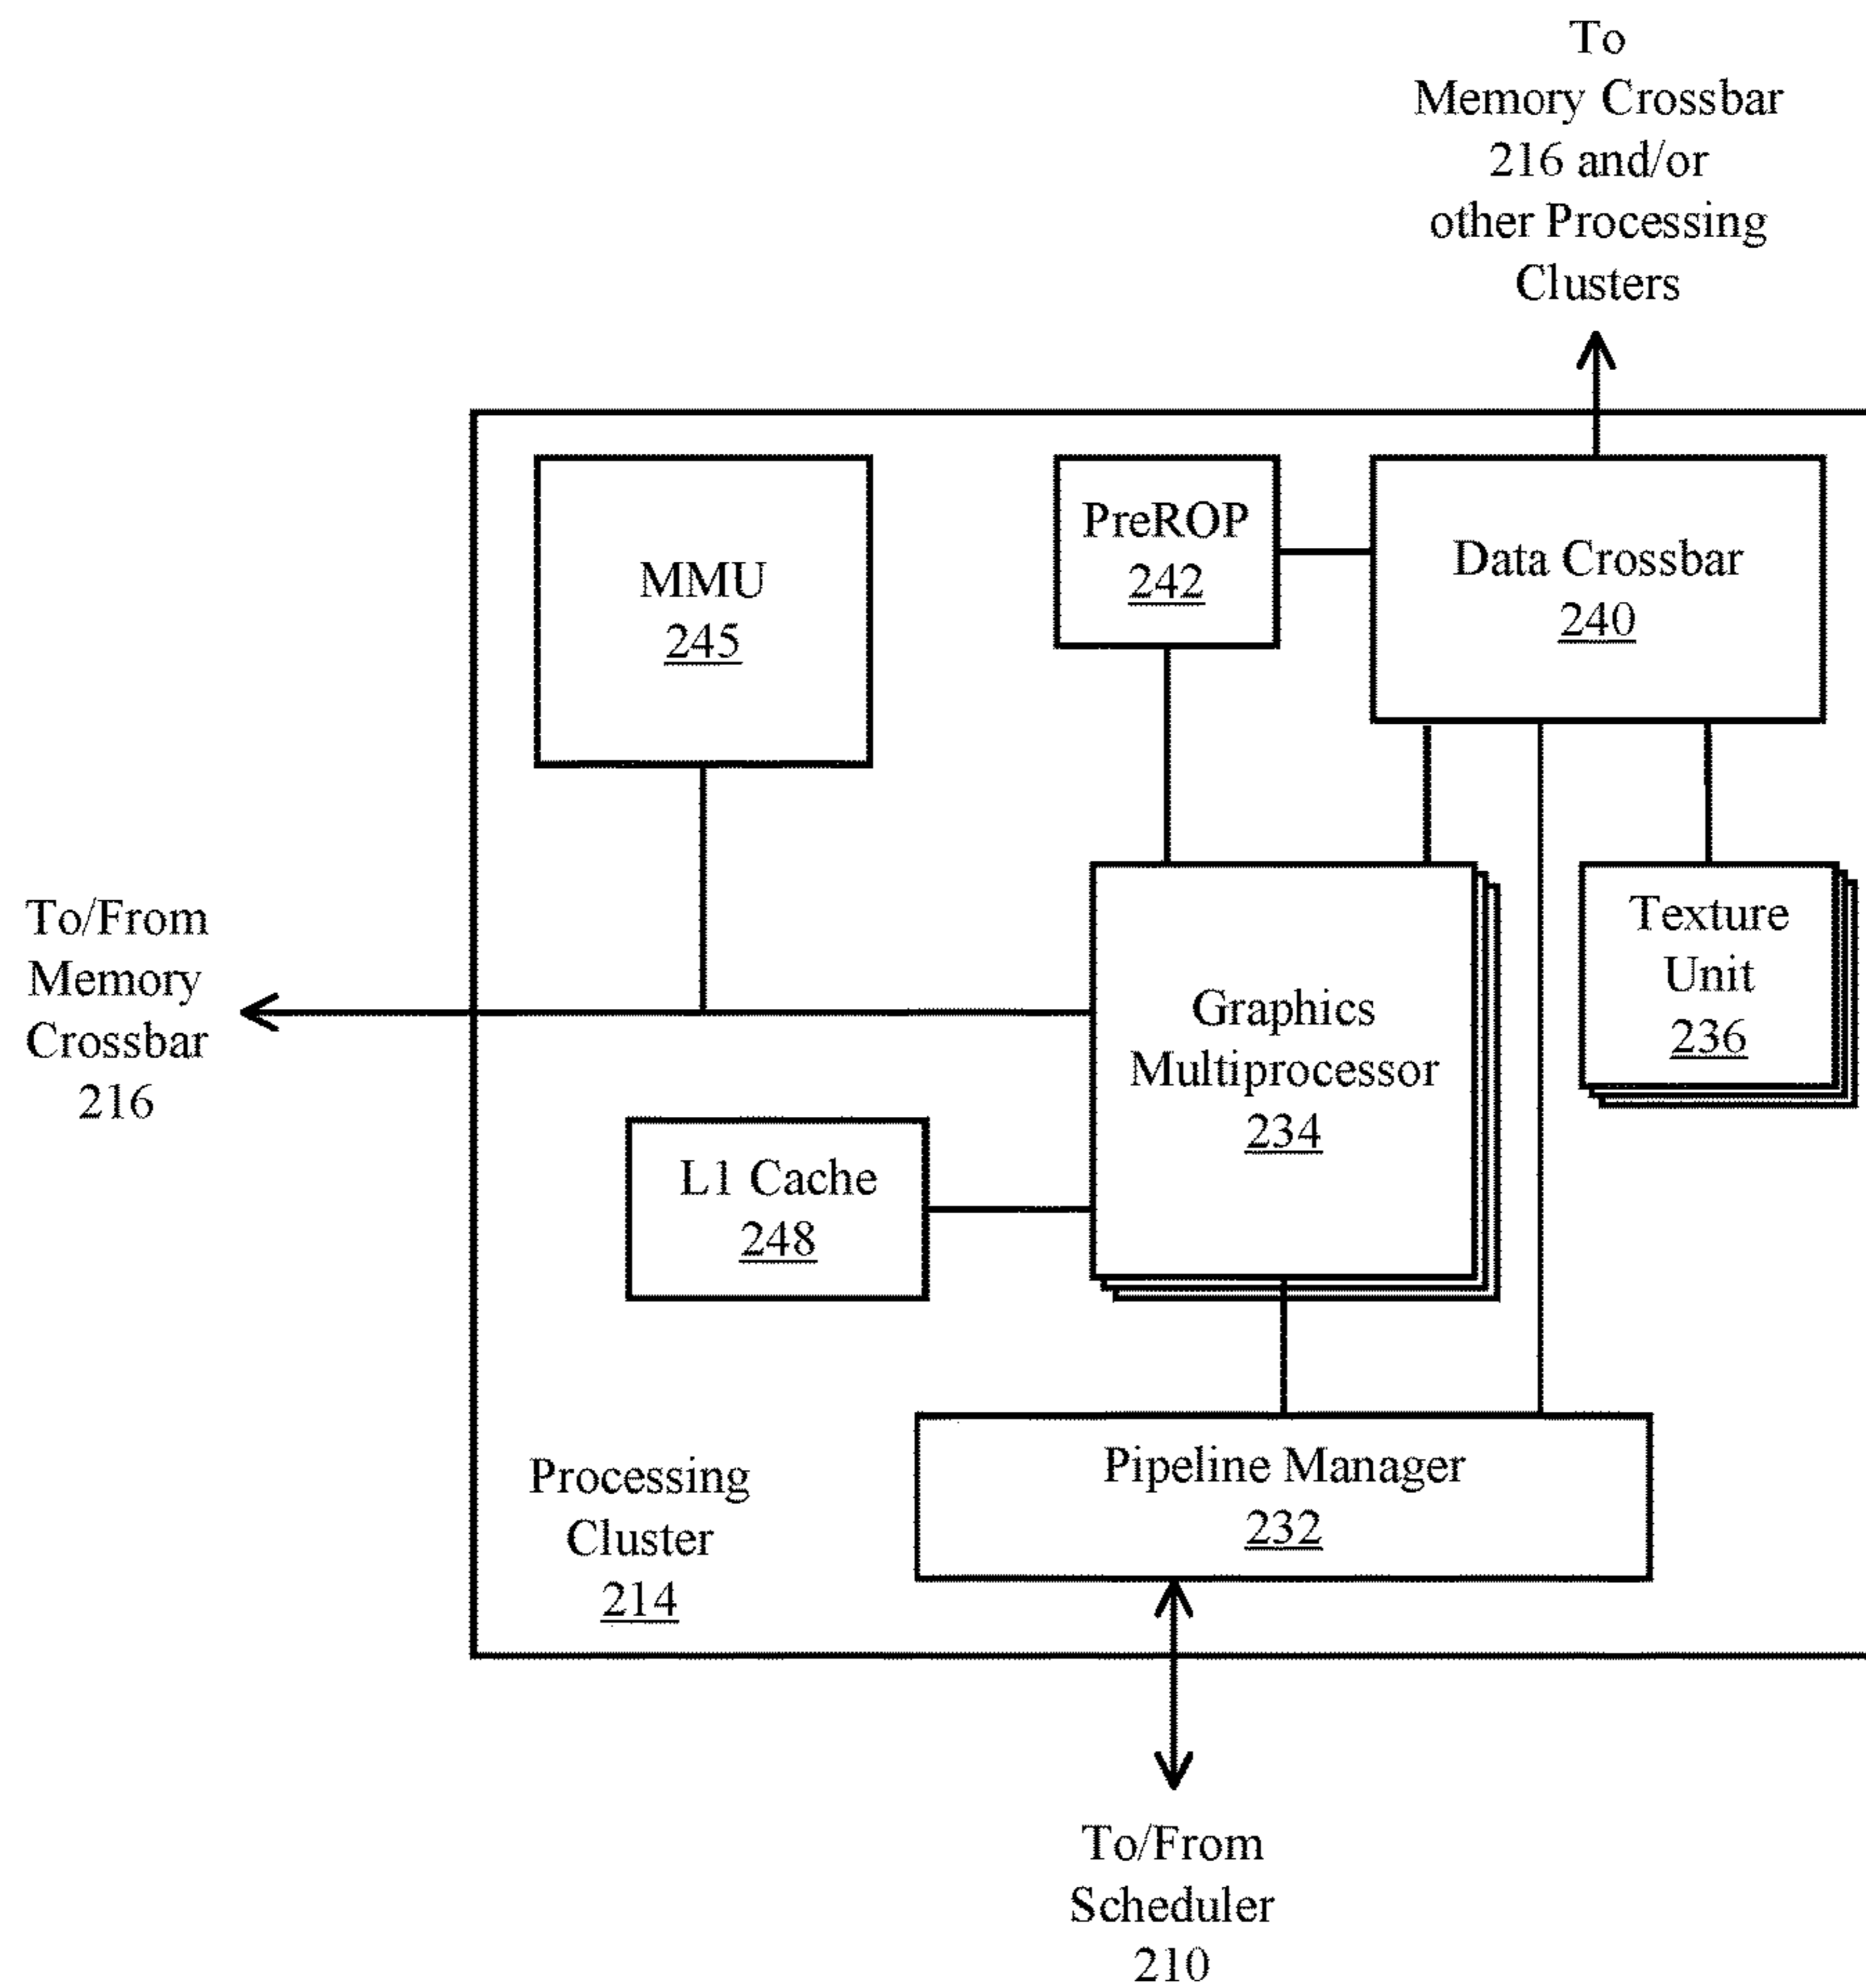 To
Memory Crossbar
216 and/or
other Processing
Clusters
MMU
245
PreROP
242
Data Crossbar
240
To/From
Memory
Crossbar
216
Graphics
Multiprocessor
234
Texture
Unit
236
L1 Cache
248
Processing
Cluster
214
Pipeline Manager
232
To/From
Scheduler
210